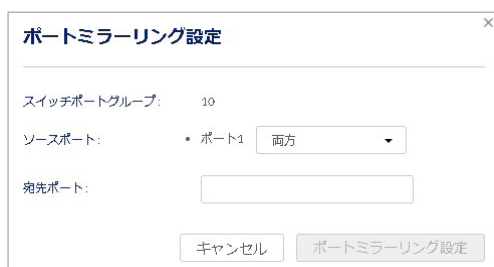 ポートミラーリング設定
スイッチポートグループ: 10
ソースポート: • ポート1 両方
宛先ポート:
キャンセル ポートミラーリング設定